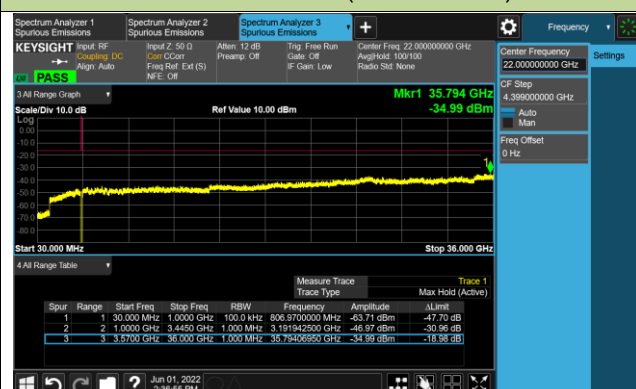 Spectrum Analyzer 1
Spurious Emissions
Spectrum Analyzer 2
Spurious Emissions
Spectrum Analyzer 3
Spurious Emissions
Frequency
KEYSIGHT
Input: RF
Coupling: DC
Align: Auto
Input Z: 50 Ω
Corr CCorr
Freq Ref: Ext (S)
NFE: Off
Atten: 12 dB
Preamp: Off
Trig: Free Run
Gate: Off
IF Gain: Low
Center Freq: 22.000000000 GHz
Avg|Hold: 100/100
Radio Std: None
LXI PASS
Center Frequency
22.000000000 GHz
Settings
CF Step
4.399000000 GHz
Auto
Man
Freq Offset
0 Hz
3 All Range Graph
Mkr1 35.794 GHz
Scale/Div 10.0 dB
Ref Value 10.00 dBm
-34.99 dBm
Log
0.00
-10.0
-20.0
-30.0
-40.0
-50.0
-60.0
-70.0
-80.0
1
Start 30.000 MHz
Stop 36.000 GHz
4 All Range Table
Measure Trace Trace 1
Trace Type Max Hold (Active)
Spur Range Start Freq Stop Freq RBW Frequency Amplitude ΔLimit
1 1 30.000 MHz 1.0000 GHz 100.0 kHz 806.9700000 MHz -63.71 dBm -47.70 dB
2 2 1.0000 GHz 3.4450 GHz 1.000 MHz 3.191942500 GHz -46.97 dBm -30.96 dB
3 3 3.5700 GHz 36.000 GHz 1.000 MHz 35.79406950 GHz -34.99 dBm -18.98 dB
Jun 01, 2022